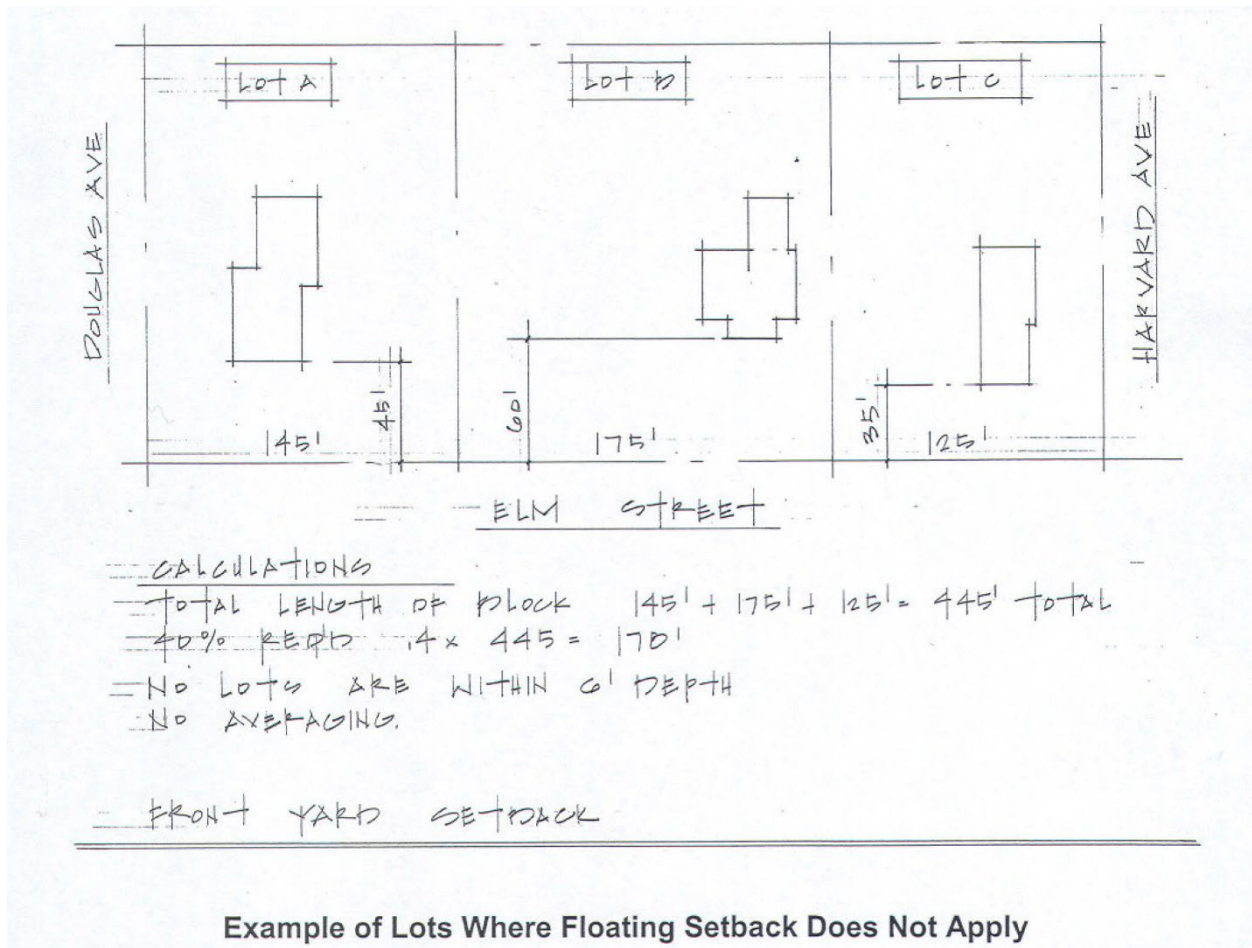 LOT A
LOT B
LOT C
DOUGLAS AVE
HARVARD AVE
45'
60'
35'
145'
175'
125'
ELM STREET
CALCULATIONS
TOTAL LENGTH OF BLOCK 145' + 175' + 125' = 445' TOTAL
40% REQD .4 x 445 = 170'
NO LOTS ARE WITHIN 6' DEPTH
NO AVERAGING.
FRONT YARD SETBACK
Example of Lots Where Floating Setback Does Not Apply